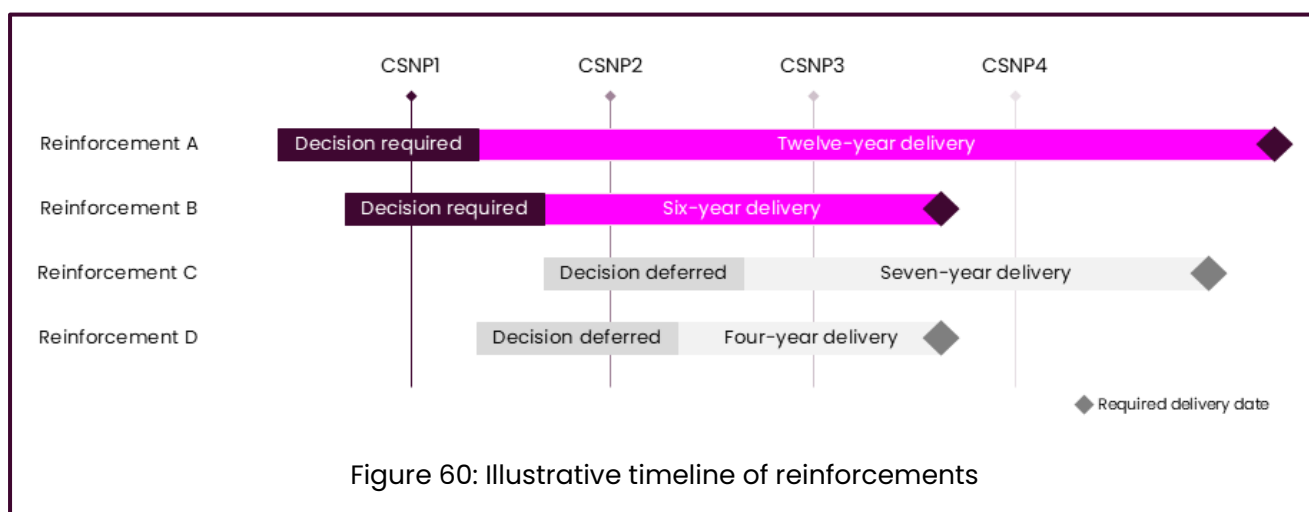 CSNP1 CSNP2 CSNP3 CSNP4
Reinforcement A Decision required Twelve-year delivery
Reinforcement B Decision required Six-year delivery
Reinforcement C Decision deferred Seven-year delivery
Reinforcement D Decision deferred Four-year delivery
Required delivery date
Figure 60: Illustrative timeline of reinforcements